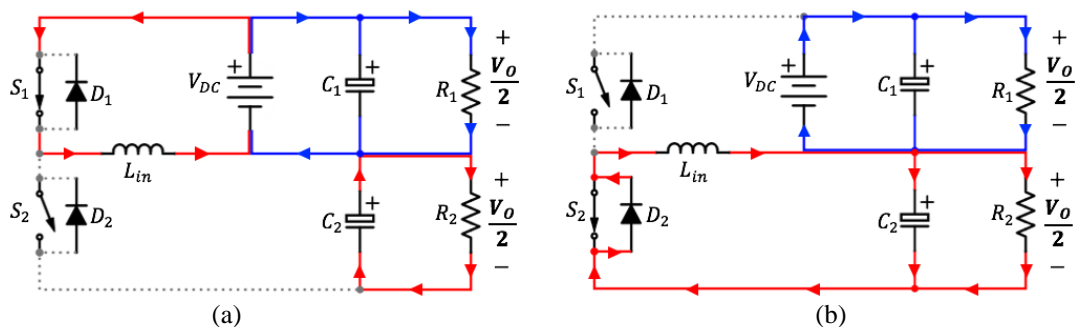 (a)
S1
D1
VDC
+
C1
+
R1
+
VO
2
−
Lin
S2
D2
C2
+
R2
+
VO
2
−
(b)
S1
D1
VDC
+
C1
+
R1
+
VO
2
−
Lin
S2
D2
C2
+
R2
+
VO
2
−